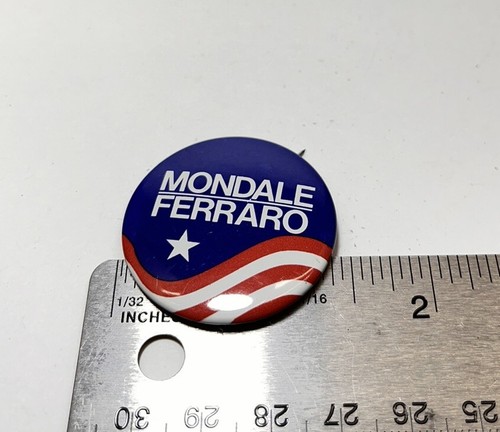 MONDALE
FERRARO
1/32 16 2
INCHES
30 29 28 27 26 25